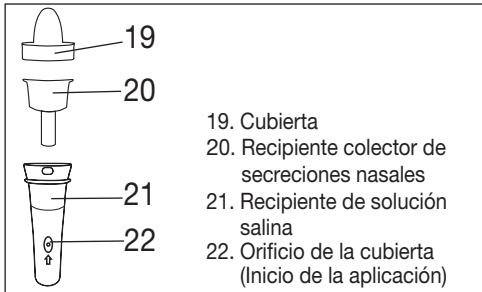 19
20
21
22
19. Cubierta
20. Recipiente colector de
secreciones nasales
21. Recipiente de solución
salina
22. Orificio de la cubierta
(Inicio de la aplicación)